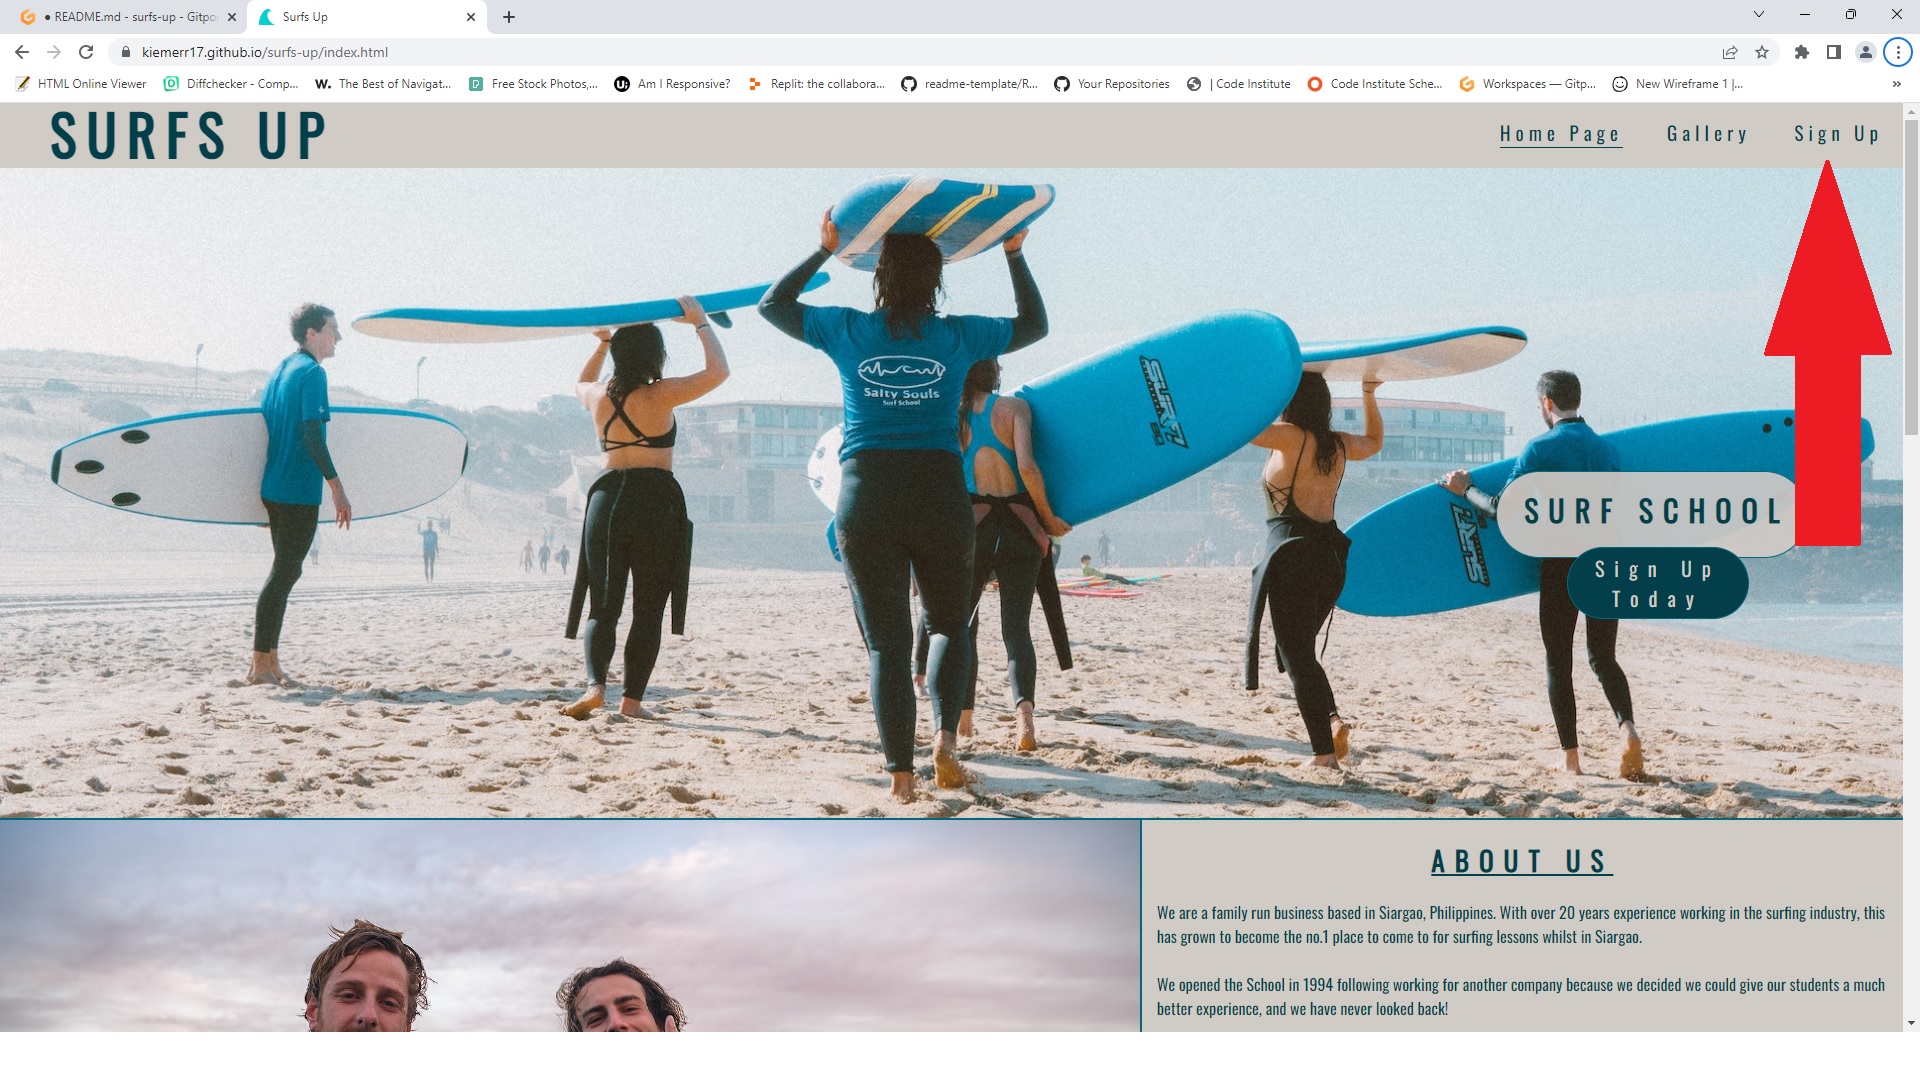 ● README.md - surfs-up - Gitpo
Surfs Up
kiemerr17.github.io/surfs-up/index.html
HTML Online Viewer
Diffchecker - Comp...
W. The Best of Navigat...
Free Stock Photos,...
Am I Responsive?
Replit: the collabora...
readme-template/R...
Your Repositories
| Code Institute
Code Institute Sche...
Workspaces — Gitp...
New Wireframe 1 |...
»
SURFS UP
Home Page
Gallery
Sign Up
Salty Souls
Surf School
SURF SCHOOL
Sign Up
Today
ABOUT US
We are a family run business based in Siargao, Philippines. With over 20 years experience working in the surfing industry, this
has grown to become the no.1 place to come to for surfing lessons whilst in Siargao.
We opened the School in 1994 following working for another company because we decided we could give our students a much
better experience, and we have never looked back!